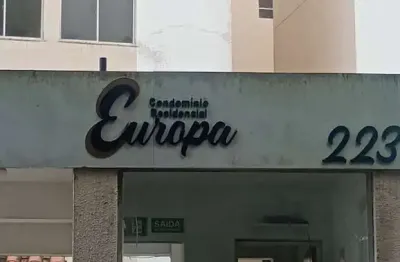 Condomínio
Residencial
Europa
223
SAÍDA